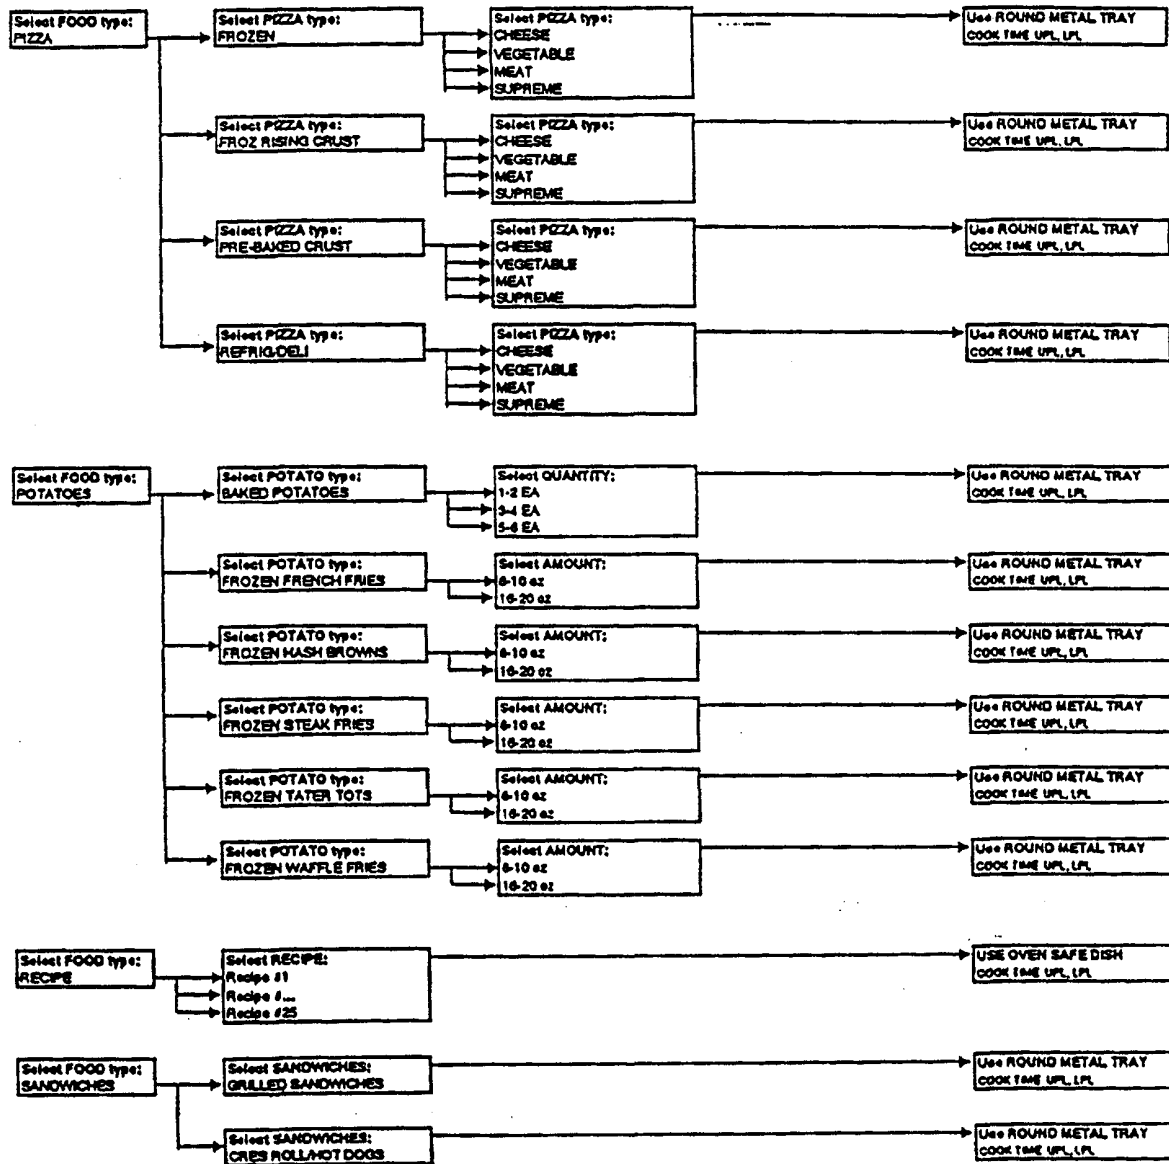 Select FOOD type:
PIZZA
Select PIZZA type:
FROZEN
Select PIZZA type:
CHEESE
VEGETABLE
MEAT
SUPREME
Use ROUND METAL TRAY
COOK TIME UPL, LPL
Select PIZZA type:
FROZ RISING CRUST
Select PIZZA type:
CHEESE
VEGETABLE
MEAT
SUPREME
Use ROUND METAL TRAY
COOK TIME UPL, LPL
Select PIZZA type:
PRE-BAKED CRUST
Select PIZZA type:
CHEESE
VEGETABLE
MEAT
SUPREME
Use ROUND METAL TRAY
COOK TIME UPL, LPL
Select PIZZA type:
REFRIG/DELI
Select PIZZA type:
CHEESE
VEGETABLE
MEAT
SUPREME
Use ROUND METAL TRAY
COOK TIME UPL, LPL
Select FOOD type:
POTATOES
Select POTATO type:
BAKED POTATOES
Select QUANTITY:
1-2 EA
3-4 EA
5-6 EA
Use ROUND METAL TRAY
COOK TIME UPL, LPL
Select POTATO type:
FROZEN FRENCH FRIES
Select AMOUNT:
8-10 oz
16-20 oz
Use ROUND METAL TRAY
COOK TIME UPL, LPL
Select POTATO type:
FROZEN HASH BROWNS
Select AMOUNT:
8-10 oz
16-20 oz
Use ROUND METAL TRAY
COOK TIME UPL, LPL
Select POTATO type:
FROZEN STEAK FRIES
Select AMOUNT:
8-10 oz
16-20 oz
Use ROUND METAL TRAY
COOK TIME UPL, LPL
Select POTATO type:
FROZEN TATER TOTS
Select AMOUNT:
8-10 oz
16-20 oz
Use ROUND METAL TRAY
COOK TIME UPL, LPL
Select POTATO type:
FROZEN WAFFLE FRIES
Select AMOUNT:
8-10 oz
16-20 oz
Use ROUND METAL TRAY
COOK TIME UPL, LPL
Select FOOD type:
RECIPE
Select RECIPE:
Recipe #1
Recipe #...
Recipe #25
USE OVEN SAFE DISH
COOK TIME UPL, LPL
Select FOOD type:
SANDWICHES
Select SANDWICHES:
GRILLED SANDWICHES
Use ROUND METAL TRAY
COOK TIME UPL, LPL
Select SANDWICHES:
CRES ROLL/HOT DOGS
Use ROUND METAL TRAY
COOK TIME UPL, LPL